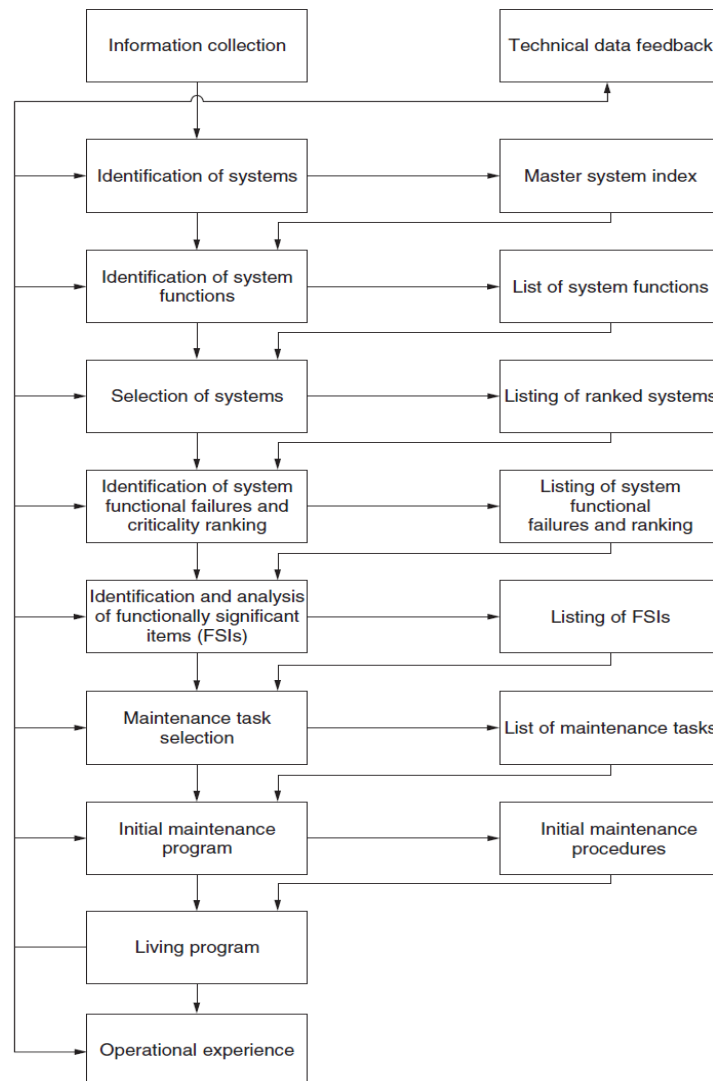 Information collection
Technical data feedback
Identification of systems
Master system index
Identification of system
functions
List of system functions
Selection of systems
Listing of ranked systems
Identification of system
functional failures and
criticality ranking
Listing of system
functional
failures and ranking
Identification and analysis
of functionally significant
items (FSIs)
Listing of FSIs
Maintenance task
selection
List of maintenance tasks
Initial maintenance
program
Initial maintenance
procedures
Living program
Operational experience